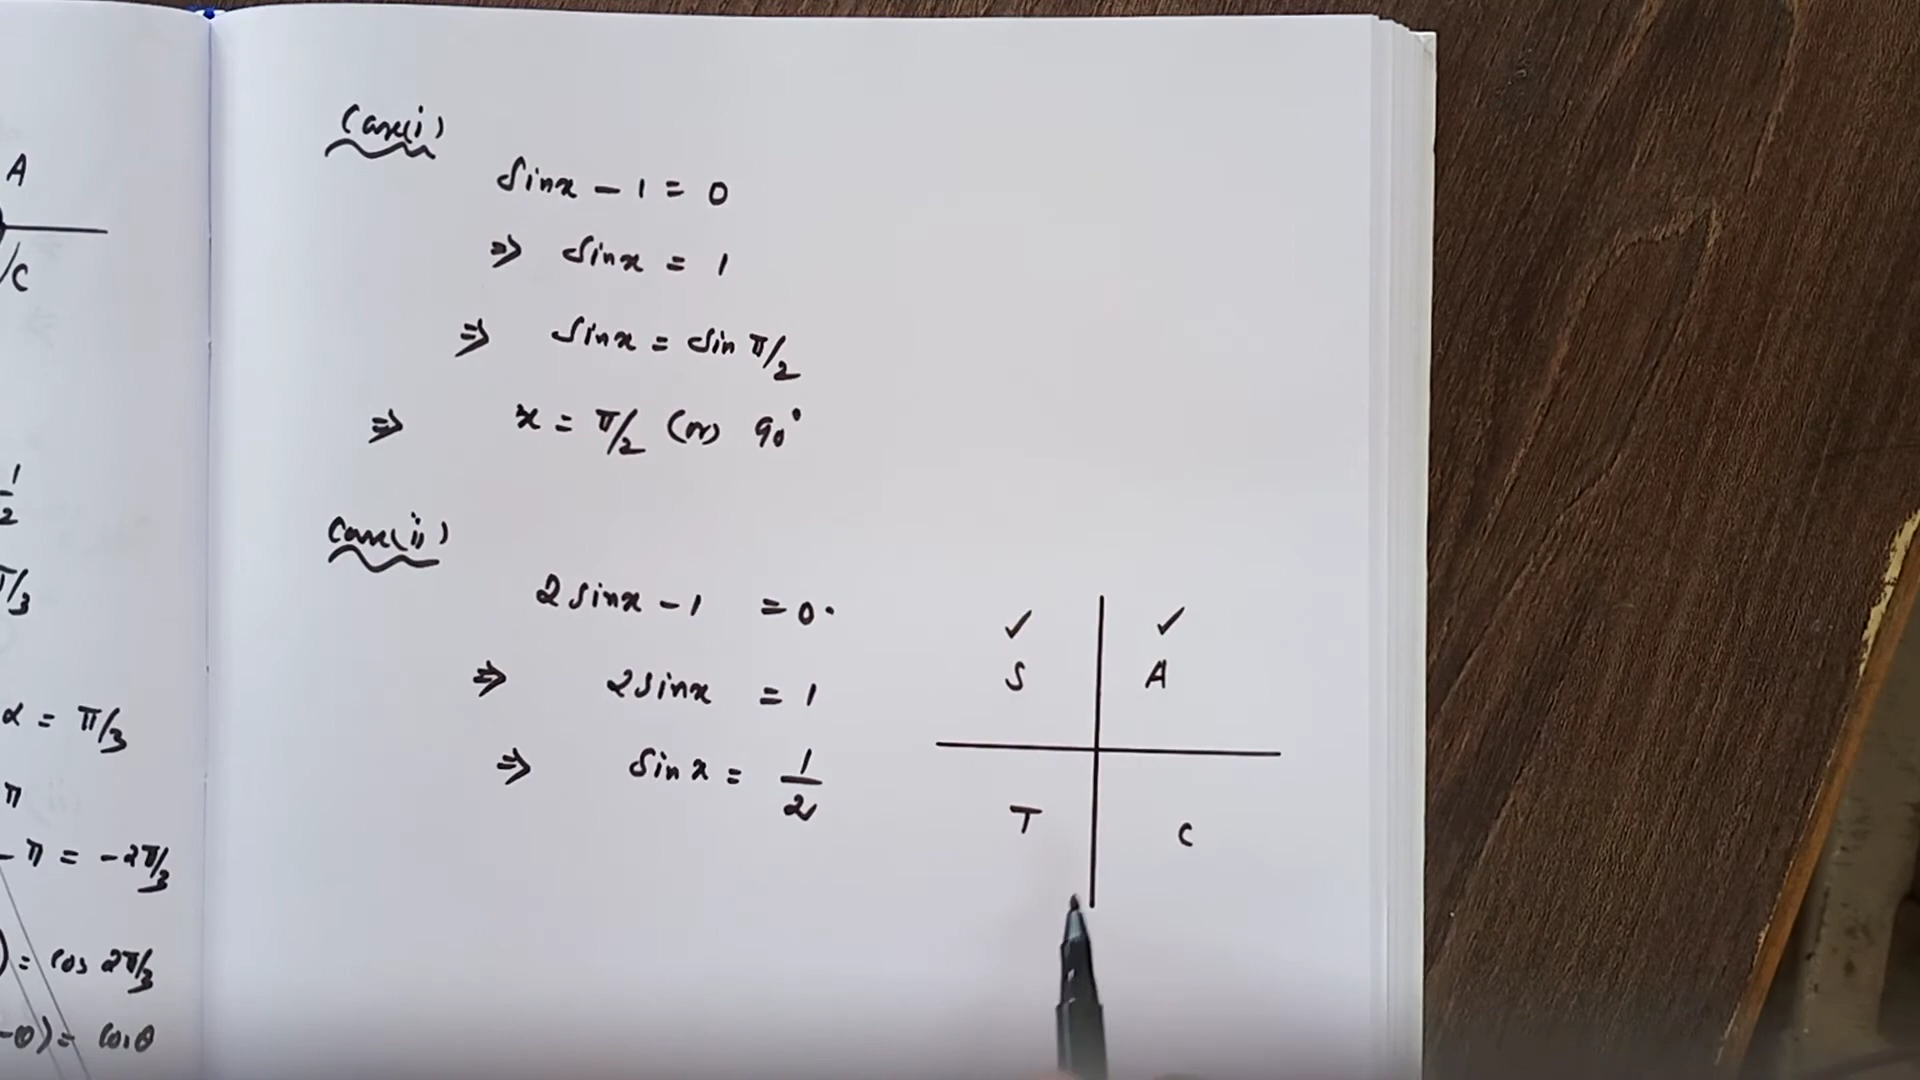 A
C
1/2
π/3
α = π/3
π
- π = -2π/3
) = cos 2π/3
-θ) = cosθ
Case(i)
sinx - 1 = 0
⇒ sinx = 1
⇒ sinx = sin π/2
⇒ x = π/2 (or) 90°
Case(ii)
2sinx - 1 = 0.
⇒ 2sinx = 1
⇒ sinx = 1/2
✓ ✓
S A
T C